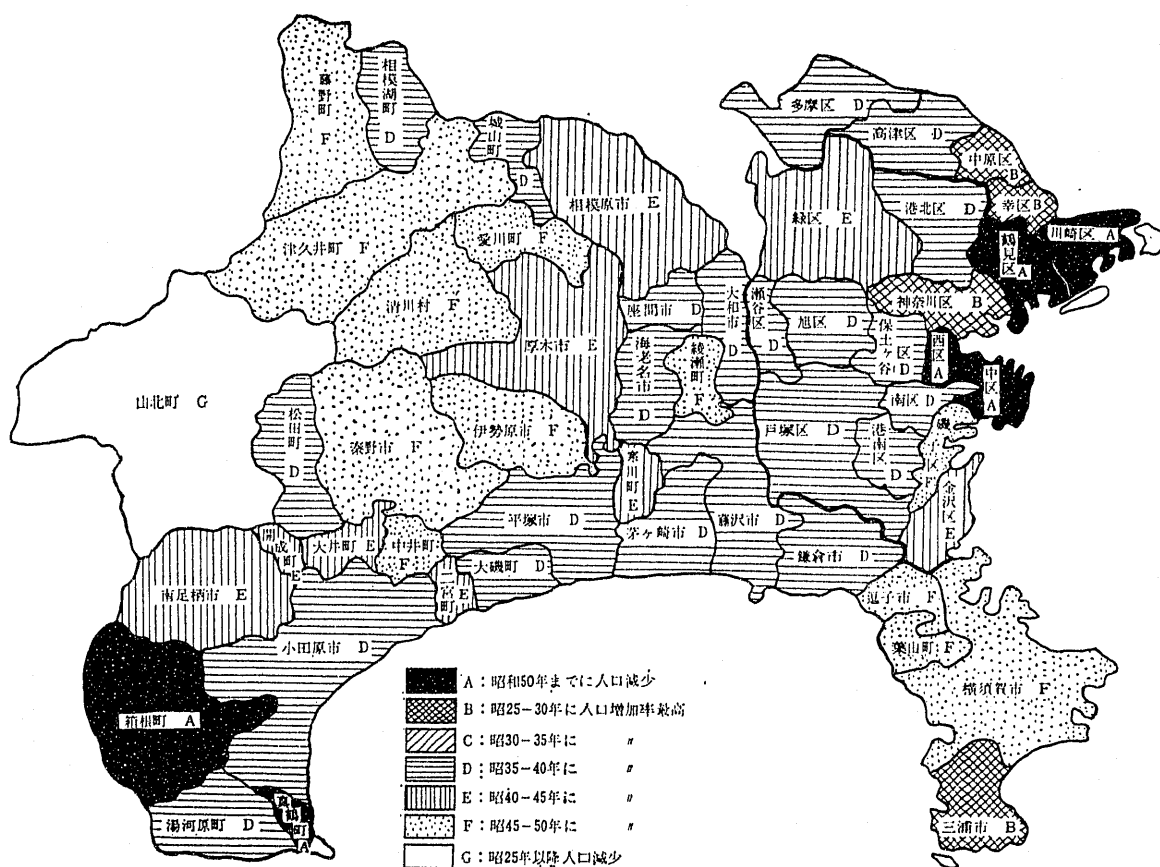 野町 F
相模湖町 D
城山町 D
津久井町 F
相模原市 E
愛川町 F
清川村 F
厚木市 E
山北町 G
松田町 D
秦野市 F
伊勢原市 F
座間市 D
海老名市 D
綾瀬町 F
大和市 D
瀬谷区 D
旭区 D
緑区 E
多摩区 D
高津区 D
中原区 B
幸区 B
川崎区 A
港北区 D
鶴見区 A
神奈川区 B
保土ヶ谷区 D
西区 A
中区 A
南区 D
戸塚区 D
港南区 D
磯 区 F
金沢区 E
寒川町 E
平塚市 D
茅ヶ崎市 D
藤沢市 D
鎌倉市 D
逗子市 F
葉山町 F
横須賀市 F
三浦市 B
開成町 E
大井町 E
中井町 F
二宮町 E
大磯町 D
南足柄市 E
小田原市 D
箱根町 A
湯河原町 D
真鶴町 A
A：昭和50年までに人口減少
B：昭25－30年に人口増加率最高
C：昭30－35年に 〃
D：昭35－40年に 〃
E：昭40－45年に 〃
F：昭45－50年に 〃
G：昭25年以降人口減少